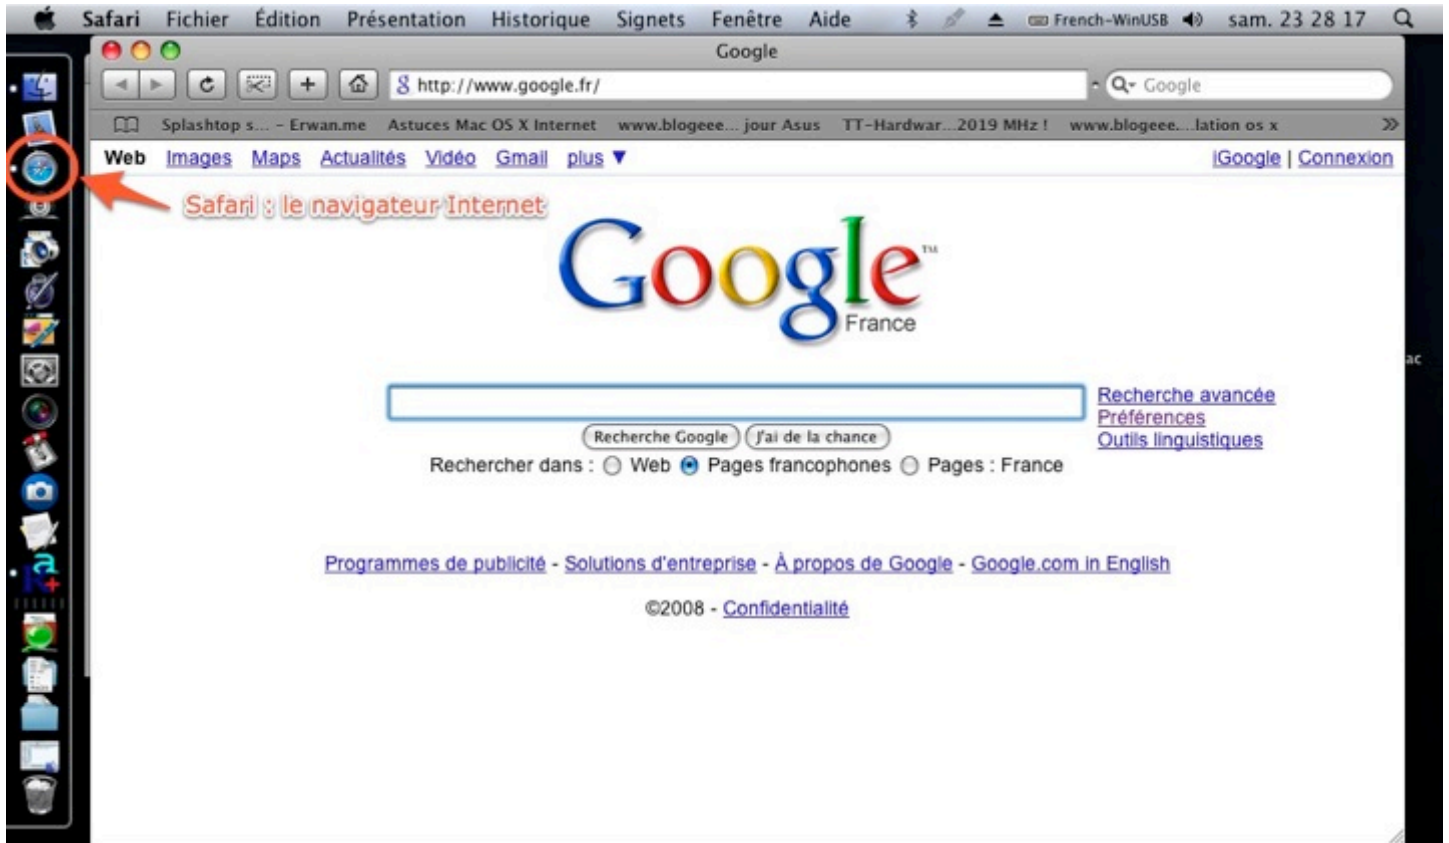 Safari Fichier Édition Présentation Historique Signets Fenêtre Aide French-WinUSB sam. 23 28 17
Google
http://www.google.fr/ Google
Splashtop s... - Erwan.me Astuces Mac OS X Internet www.blogeee... jour Asus TT-Hardwar...2019 MHz ! www.blogeee....lation os x
Web Images Maps Actualités Vidéo Gmail plus ▼ iGoogle | Connexion
Safari : le navigateur Internet
Google™
France
ac
Recherche avancée
Préférences
Recherche Google J'ai de la chance Outils linguistiques
Rechercher dans : Web Pages francophones Pages : France
Programmes de publicité - Solutions d'entreprise - À propos de Google - Google.com in English
©2008 - Confidentialité